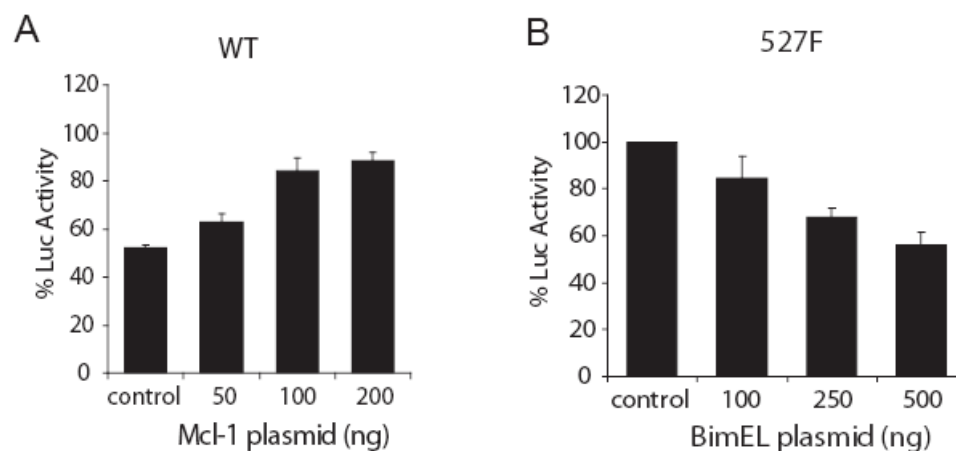 A
WT
% Luc Activity
120
100
80
60
40
20
0
control 50 100 200
Mcl-1 plasmid (ng)
B
527F
% Luc Activity
120
100
80
60
40
20
0
control 100 250 500
BimEL plasmid (ng)